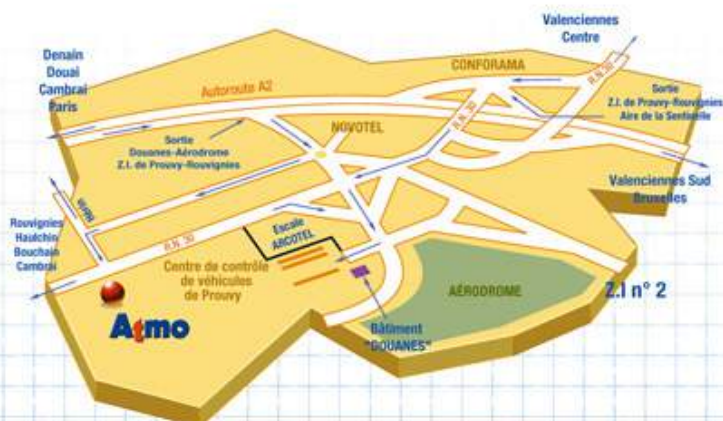 Valenciennes
Centre
Denain
Douai
Cambrai
Paris
CONFORAMA
Autoroute A2
R.N.30
R.N.30
Sortie
Z.I. de Prouvy-Rouvignies
Aire de la Sentinelle
NOVOTEL
Sortie
Douanes-Aérodrome
Z.I. de Prouvy-Rouvignies
Valenciennes Sud
Bruxelles
Rouvignies
Haulchin
Bouchain
Cambrai
R.N. 30
Escale
ARCOTEL
Centre de contrôle
de véhicules
de Prouvy
AÉRODROME
Z.I n° 2
Atmo
Bâtiment
"DOUANES"